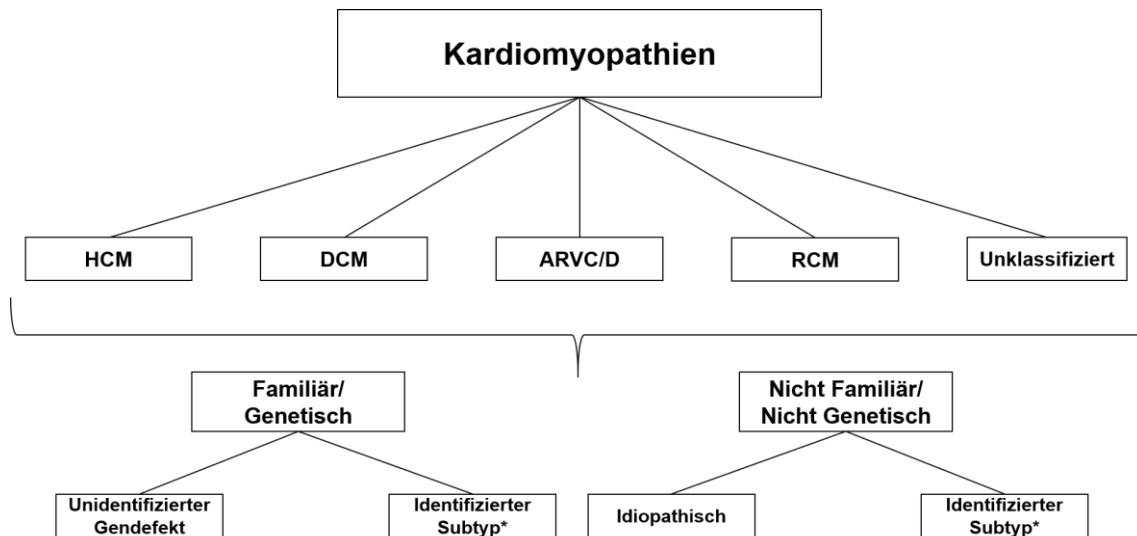 Kardiomyopathien
HCM
DCM
ARVC/D
RCM
Unklassifiziert
Familiär/
Genetisch
Nicht Familiär/
Nicht Genetisch
Unidentifizierter
Gendefekt
Identifizierter
Subtyp*
Idiopathisch
Identifizierter
Subtyp*